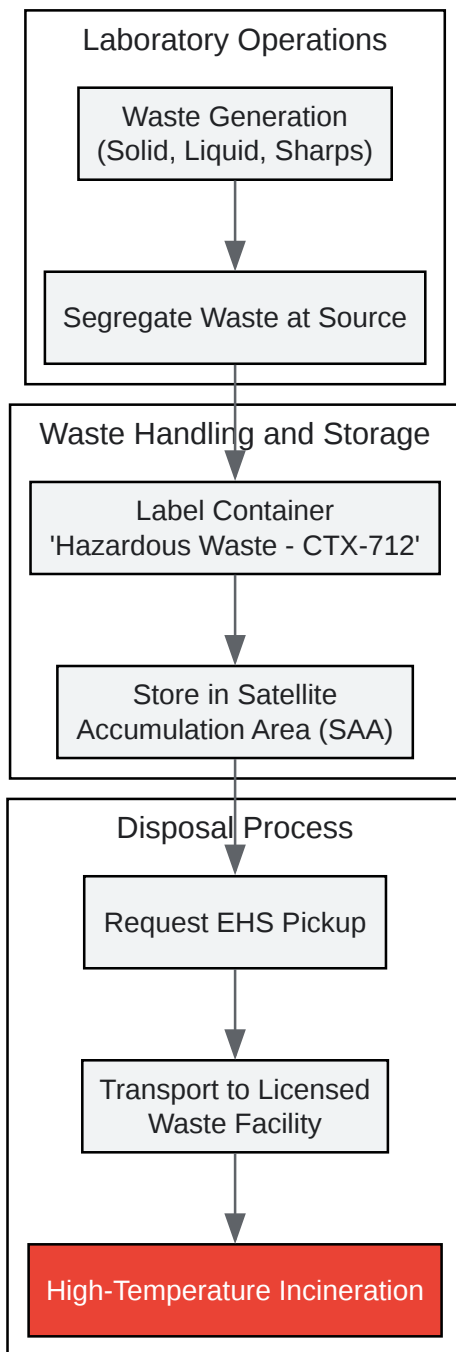 Laboratory Operations
Waste Generation
(Solid, Liquid, Sharps)
Segregate Waste at Source
Waste Handling and Storage
Label Container
'Hazardous Waste - CTX-712'
Store in Satellite
Accumulation Area (SAA)
Disposal Process
Request EHS Pickup
Transport to Licensed
Waste Facility
High-Temperature Incineration